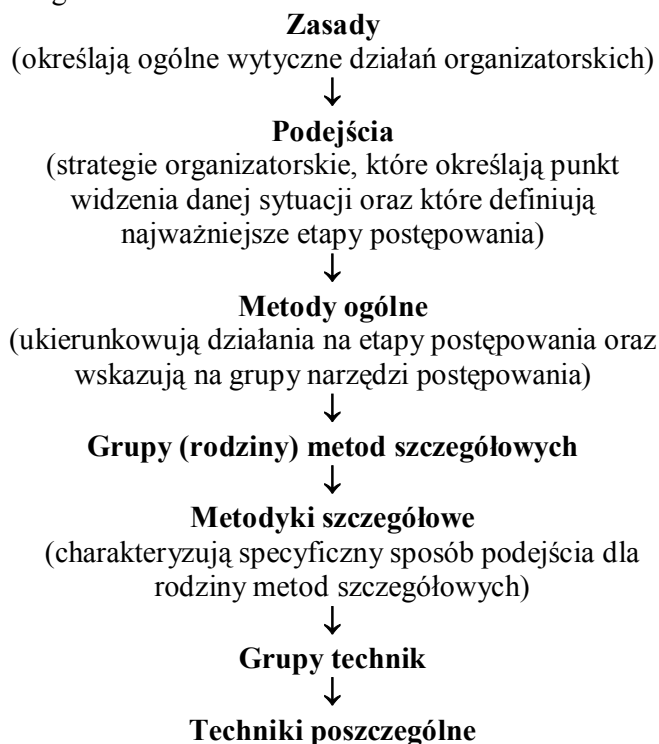 Zasady
(określają ogólne wytyczne działań organizatorskich)
↓
Podejścia
(strategie organizatorskie, które określają punkt
widzenia danej sytuacji oraz które definiują
najważniejsze etapy postępowania)
↓
Metody ogólne
(ukierunkowują działania na etapy postępowania oraz
wskazują na grupy narzędzi postępowania)
↓
Grupy (rodziny) metod szczegółowych
↓
Metodyki szczegółowe
(charakteryzują specyficzny sposób podejścia dla
rodziny metod szczegółowych)
↓
Grupy technik
↓
Techniki poszczególne